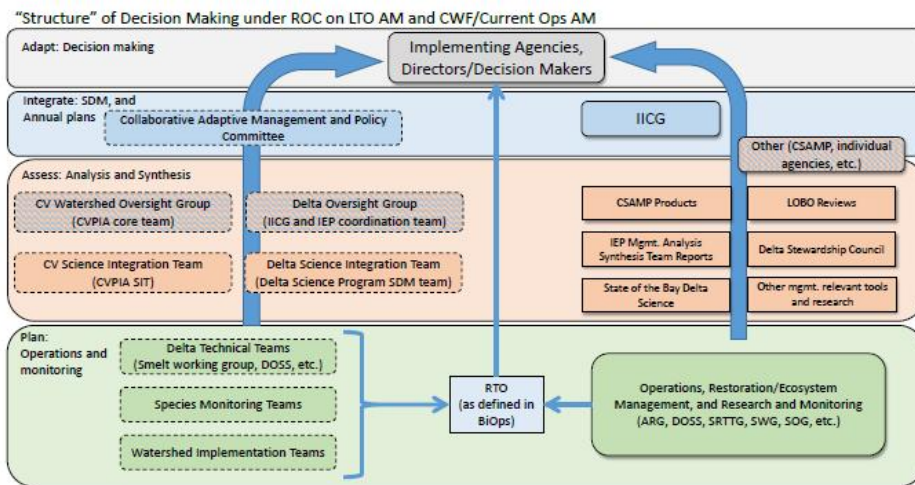 “Structure” of Decision Making under ROC on LTO AM and CWF/Current Ops AM
Adapt: Decision making
Implementing Agencies,
Directors/Decision Makers
Integrate: SDM, and
Annual plans
Collaborative Adaptive Management and Policy
Committee
IICG
Other (CSAMP, individual
agencies, etc.)
Assess: Analysis and Synthesis
CV Watershed Oversight Group
(CVPIA core team)
Delta Oversight Group
(IICG and IEP coordination team)
CSAMP Products
LOBO Reviews
CV Science Integration Team
(CVPIA SIT)
Delta Science Integration Team
(Delta Science Program SDM team)
IEP Mgmt. Analysis
Synthesis Team Reports
Delta Stewardship Council
State of the Bay Delta
Science
Other mgmt. relevant tools
and research
Plan:
Operations and
monitoring
Delta Technical Teams
(Smelt working group, DOSS, etc.)
Species Monitoring Teams
Watershed Implementation Teams
RTO
(as defined in
BiOps)
Operations, Restoration/Ecosystem
Management, and Research and Monitoring
(ARG, DOSS, SRTTG, SWG, SOG, etc.)